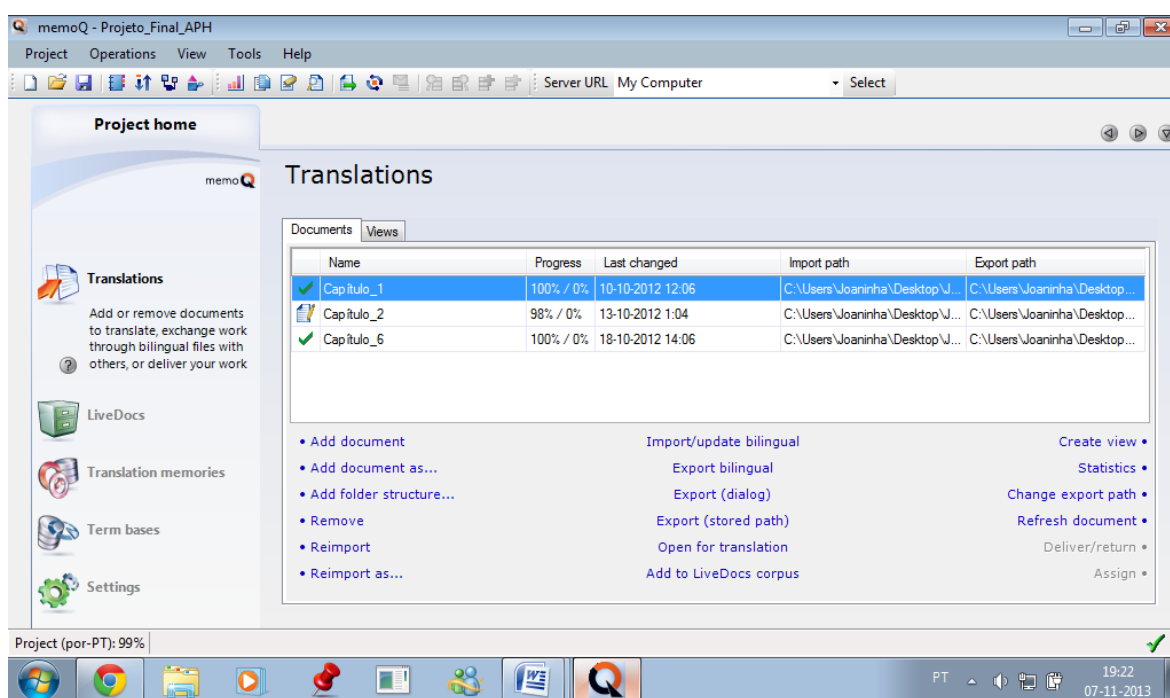 memoQ - Projeto_Final_APH
Project Operations View Tools Help
Server URL My Computer Select
Project home
memoQ
Translations
Documents Views
Name Progress Last changed Import path Export path
Capítulo_1 100% / 0% 10-10-2012 12:06 C:\Users\Joaninha\Desktop\J... C:\Users\Joaninha\Desktop...
Capítulo_2 98% / 0% 13-10-2012 1:04 C:\Users\Joaninha\Desktop\J... C:\Users\Joaninha\Desktop...
Capítulo_6 100% / 0% 18-10-2012 14:06 C:\Users\Joaninha\Desktop\J... C:\Users\Joaninha\Desktop...
Translations
Add or remove documents
to translate, exchange work
through bilingual files with
others, or deliver your work
LiveDocs
Translation memories
Term bases
Settings
• Add document Import/update bilingual Create view •
• Add document as... Export bilingual Statistics •
• Add folder structure... Export (dialog) Change export path •
• Remove Export (stored path) Refresh document •
• Reimport Open for translation Deliver/return •
• Reimport as... Add to LiveDocs corpus Assign •
Project (por-PT): 99%
PT 19:22
07-11-2013